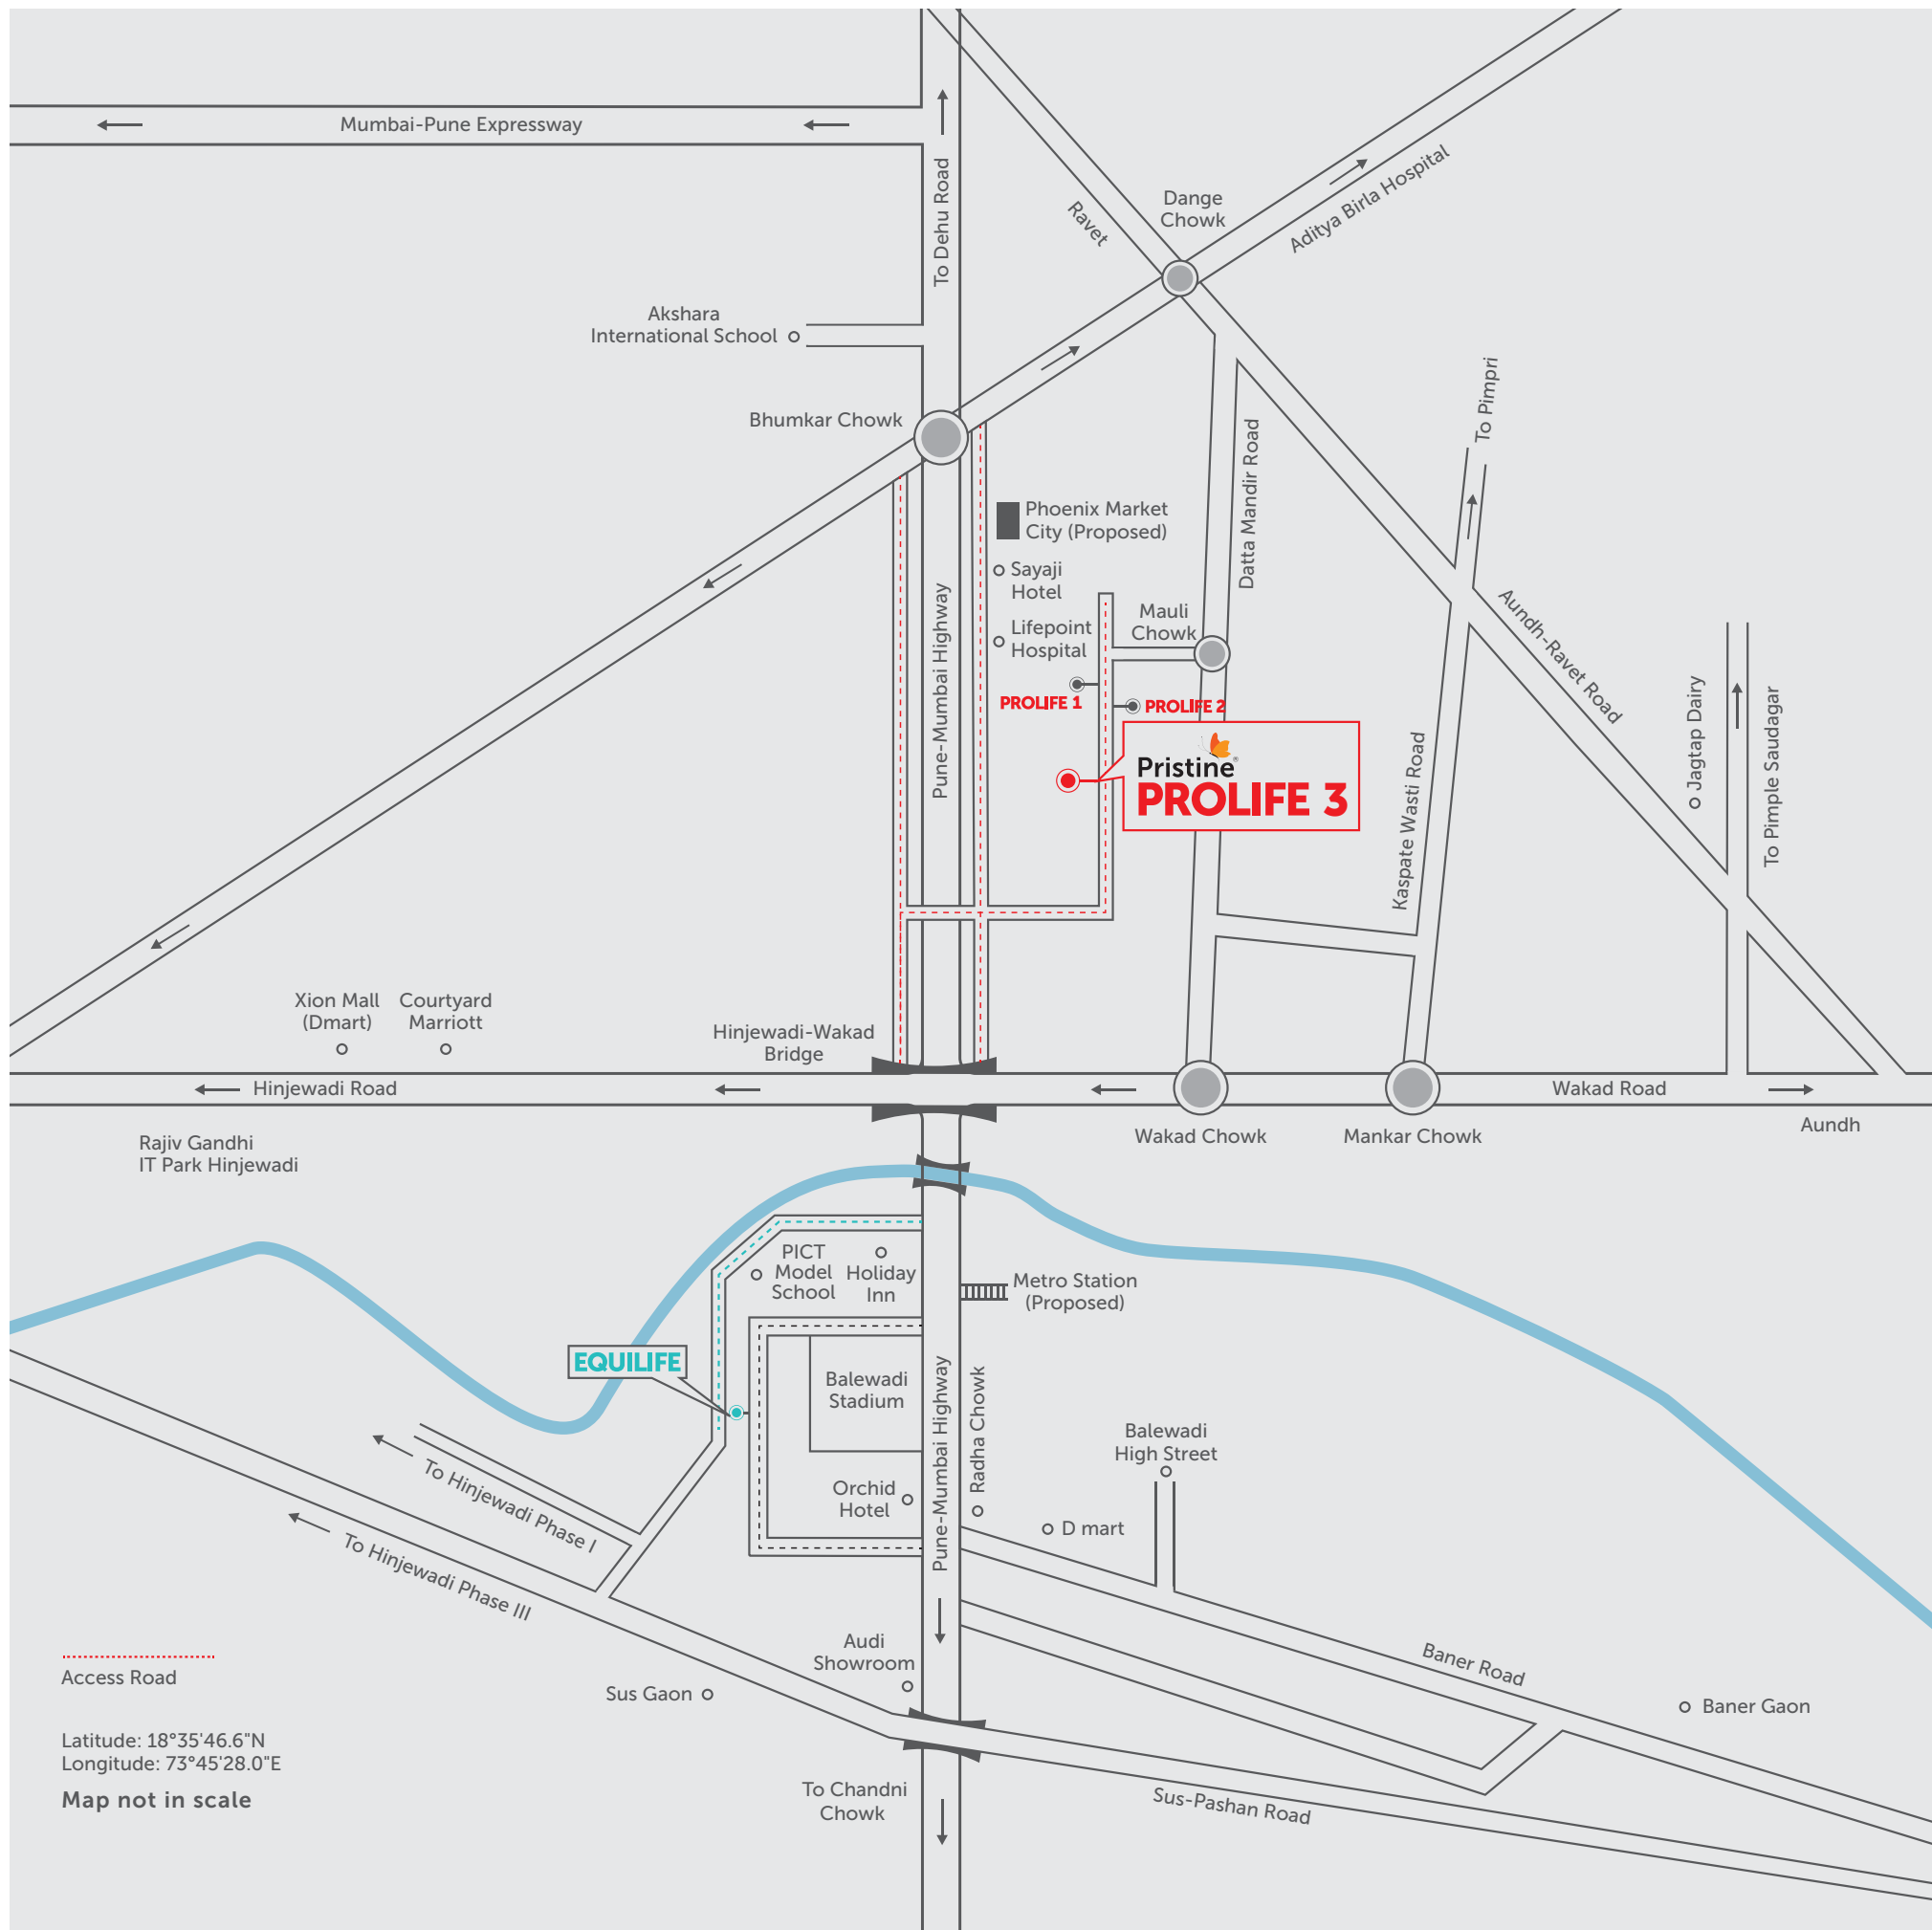 Mumbai-Pune Expressway
To Dehu Road
Ravet
Dange
Chowk
Aditya Birla Hospital
Akshara
International School
Bhumkar Chowk
To Pimpri
Phoenix Market
City (Proposed)
Datta Mandir Road
Sayaji
Hotel
Pune-Mumbai Highway
Mauli
Chowk
Lifepoint
Hospital
Aundh-Ravet Road
PROLIFE 1
PROLIFE 2
Pristine®
PROLIFE 3
Kaspate Wasti Road
Jagtap Dairy
To Pimple Saudagar
Xion Mall
(Dmart)
Courtyard
Marriott
Hinjewadi-Wakad
Bridge
Hinjewadi Road
Wakad Road
Rajiv Gandhi
IT Park Hinjewadi
Wakad Chowk
Mankar Chowk
Aundh
PICT
Model
School
Holiday
Inn
Metro Station
(Proposed)
EQUILIFE
Balewadi
Stadium
Pune-Mumbai Highway
Radha Chowk
Balewadi
High Street
Orchid
Hotel
D mart
To Hinjewadi Phase I
To Hinjewadi Phase III
Audi
Showroom
Baner Road
Access Road
Sus Gaon
Baner Gaon
Latitude: 18°35'46.6"N
Longitude: 73°45'28.0"E
Map not in scale
To Chandni
Chowk
Sus-Pashan Road